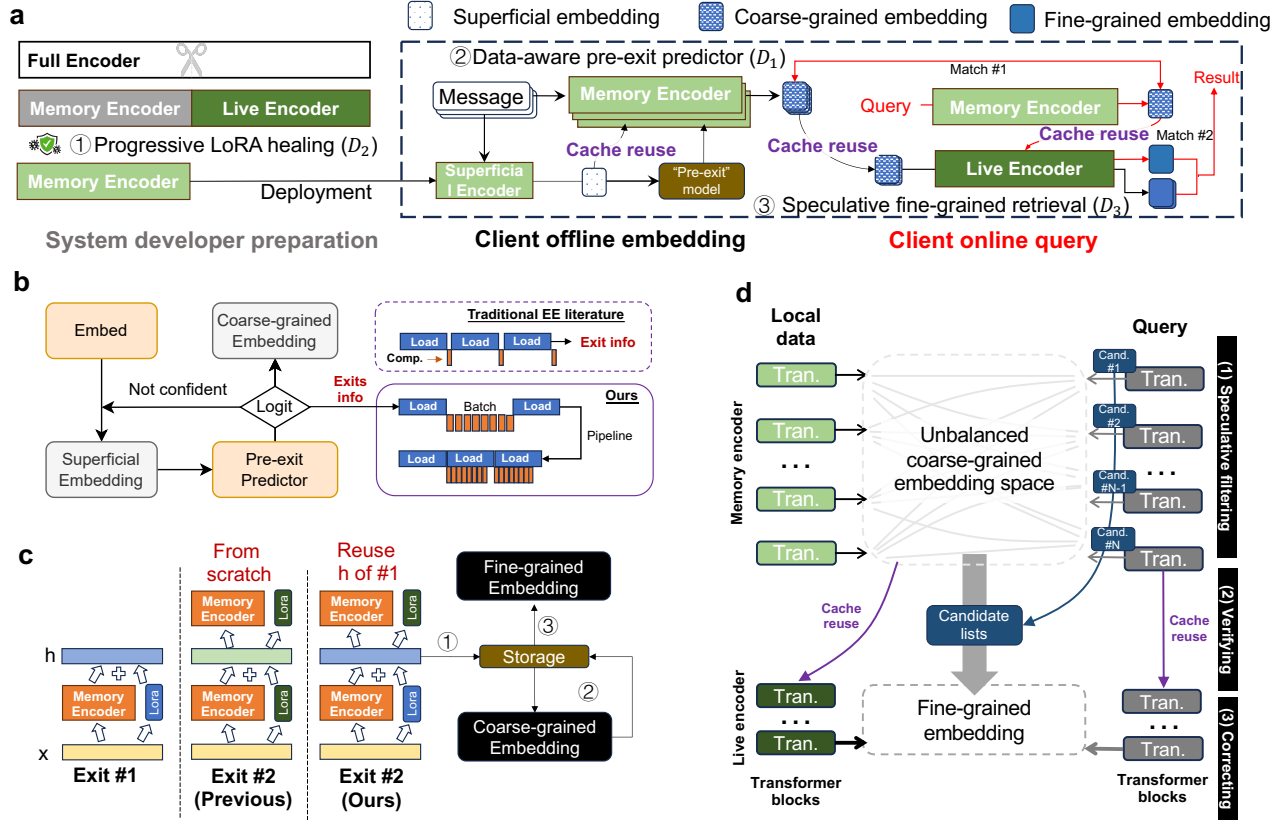 a
Superficial embedding
Coarse-grained embedding
Fine-grained embedding
Full Encoder
Memory Encoder
Live Encoder
① Progressive LoRA healing (D₂)
Memory Encoder
Deployment
System developer preparation
② Data-aware pre-exit predictor (D₁)
Message
Memory Encoder
Cache reuse
Superficia
l Encoder
"Pre-exit"
model
Client offline embedding
Match #1
Result
Query
Memory Encoder
Cache reuse
Cache reuse
Match #2
Live Encoder
③ Speculative fine-grained retrieval (D₃)
Client online query
b
Embed
Coarse-grained
Embedding
Not confident
Logit
Exits
info
Superficial
Embedding
Pre-exit
Predictor
Traditional EE literature
Load
Load
Load
Exit info
Comp.
Ours
Load
Batch
Load
Pipeline
Load
Load
Load
c
From
scratch
Reuse
h of #1
Memory
Encoder
Lora
Memory
Encoder
Lora
h
Memory
Encoder
Lora
Memory
Encoder
Lora
Memory
Encoder
Lora
x
Exit #1
Exit #2
(Previous)
Exit #2
(Ours)
Fine-grained
Embedding
①
③
Storage
②
Coarse-grained
Embedding
d
Local
data
Query
Memory encoder
Tran.
Tran.
...
Tran.
Tran.
Unbalanced
coarse-grained
embedding space
Cand.
#1
Tran.
Cand.
#2
Tran.
...
Cand.
#N-1
Tran.
Cand.
#N
Tran.
(1) Speculative filtering
Cache
reuse
Candidate
lists
Cache
reuse
(2) Verifying
Live encoder
Tran.
...
Tran.
Fine-grained
embedding
Tran.
...
Tran.
(3) Correcting
Transformer
blocks
Transformer
blocks